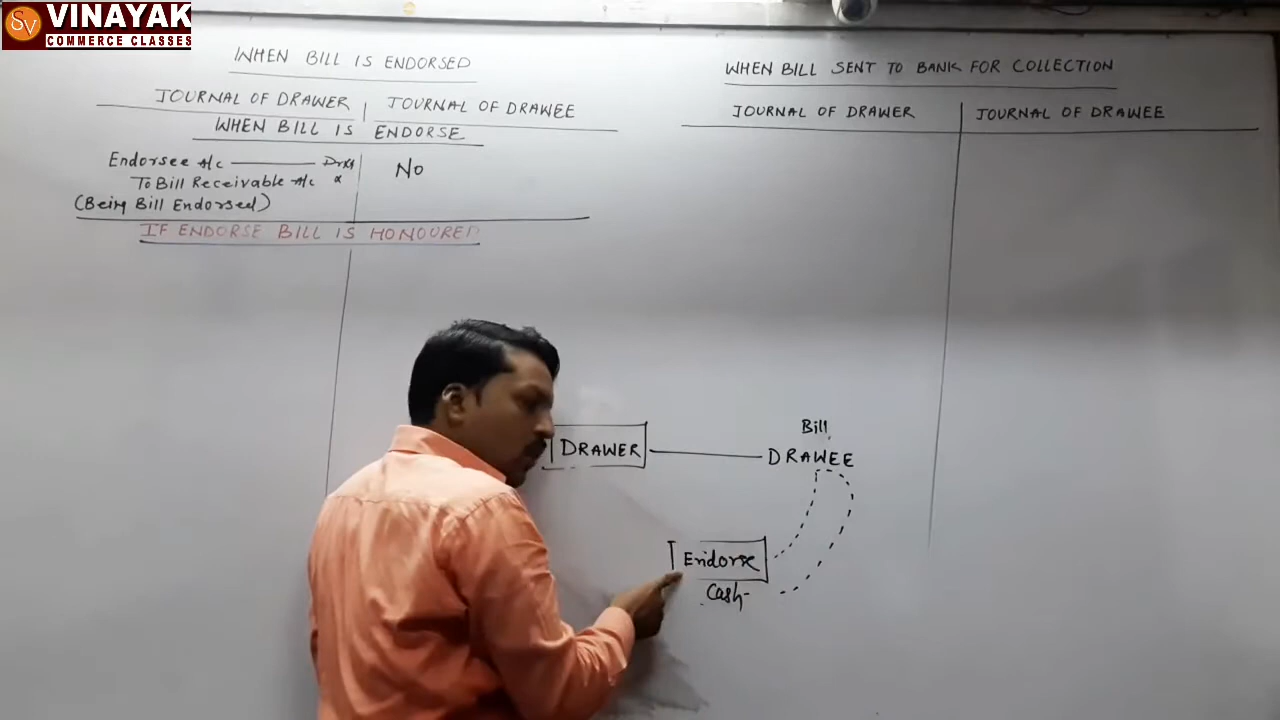 SV VINAYAK
COMMERCE CLASSES
WHEN BILL IS ENDORSED
JOURNAL OF DRAWER
JOURNAL OF DRAWEE
WHEN BILL IS ENDORSE
Endorsee A/c Dr
No
To Bill Receivable A/c
(Being Bill Endorsed)
IF ENDORSE BILL IS HONOURED
WHEN BILL SENT TO BANK FOR COLLECTION
JOURNAL OF DRAWER
JOURNAL OF DRAWEE
Bill
DRAWER
DRAWEE
Endorse
Cash